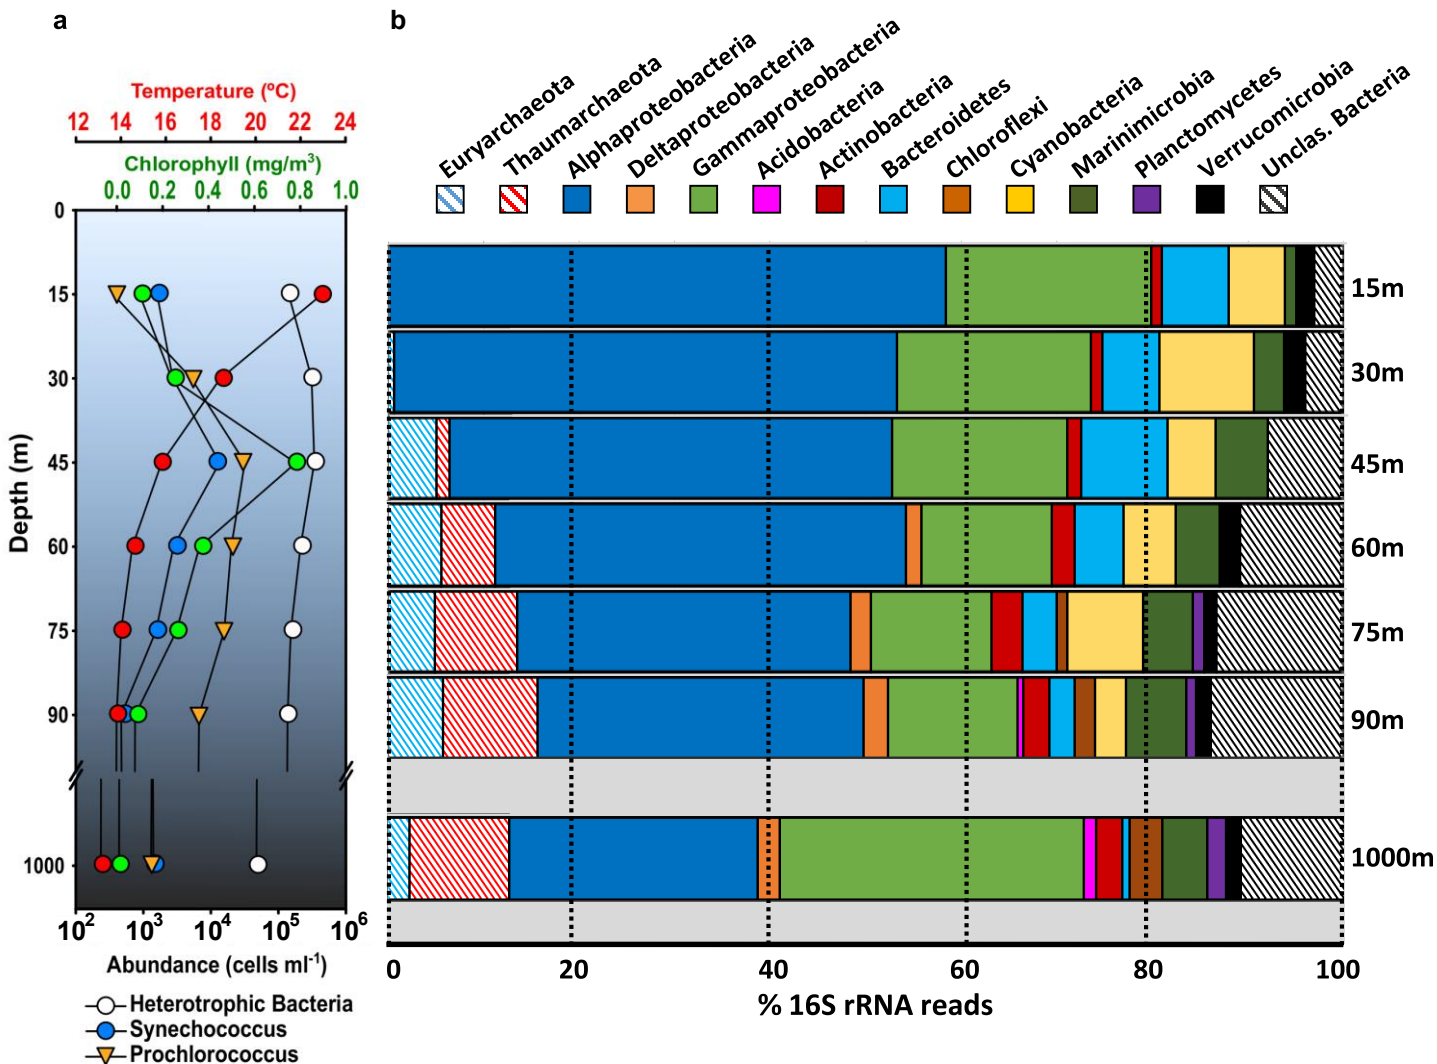 a
Temperature (ºC)
12 14 16 18 20 22 24
Chlorophyll (mg/m³)
0.0 0.2 0.4 0.6 0.8 1.0
Depth (m)
0
15
30
45
60
75
90
1000
10² 10³ 10⁴ 10⁵ 10⁶
Abundance (cells ml⁻¹)
Heterotrophic Bacteria
Synechococcus
Prochlorococcus
b
Euryarchaeota
Thaumarchaeota
Alphaproteobacteria
Deltaproteobacteria
Gammaproteobacteria
Acidobacteria
Actinobacteria
Bacteroidetes
Chloroflexi
Cyanobacteria
Marinimicrobia
Planctomycetes
Verrucomicrobia
Unclas. Bacteria
15m
30m
45m
60m
75m
90m
1000m
0 20 40 60 80 100
% 16S rRNA reads